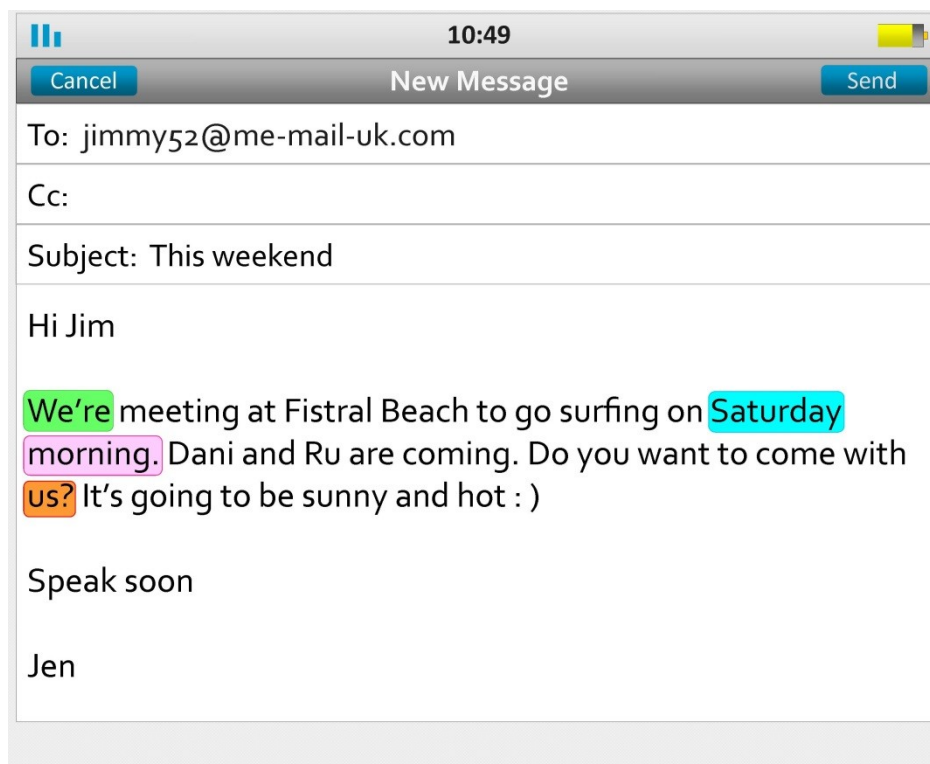 10:49
Cancel New Message Send
To: jimmy52@me-mail-uk.com
Cc:
Subject: This weekend
Hi Jim
We’re meeting at Fistral Beach to go surfing on Saturday
morning. Dani and Ru are coming. Do you want to come with
us? It’s going to be sunny and hot : )
Speak soon
Jen